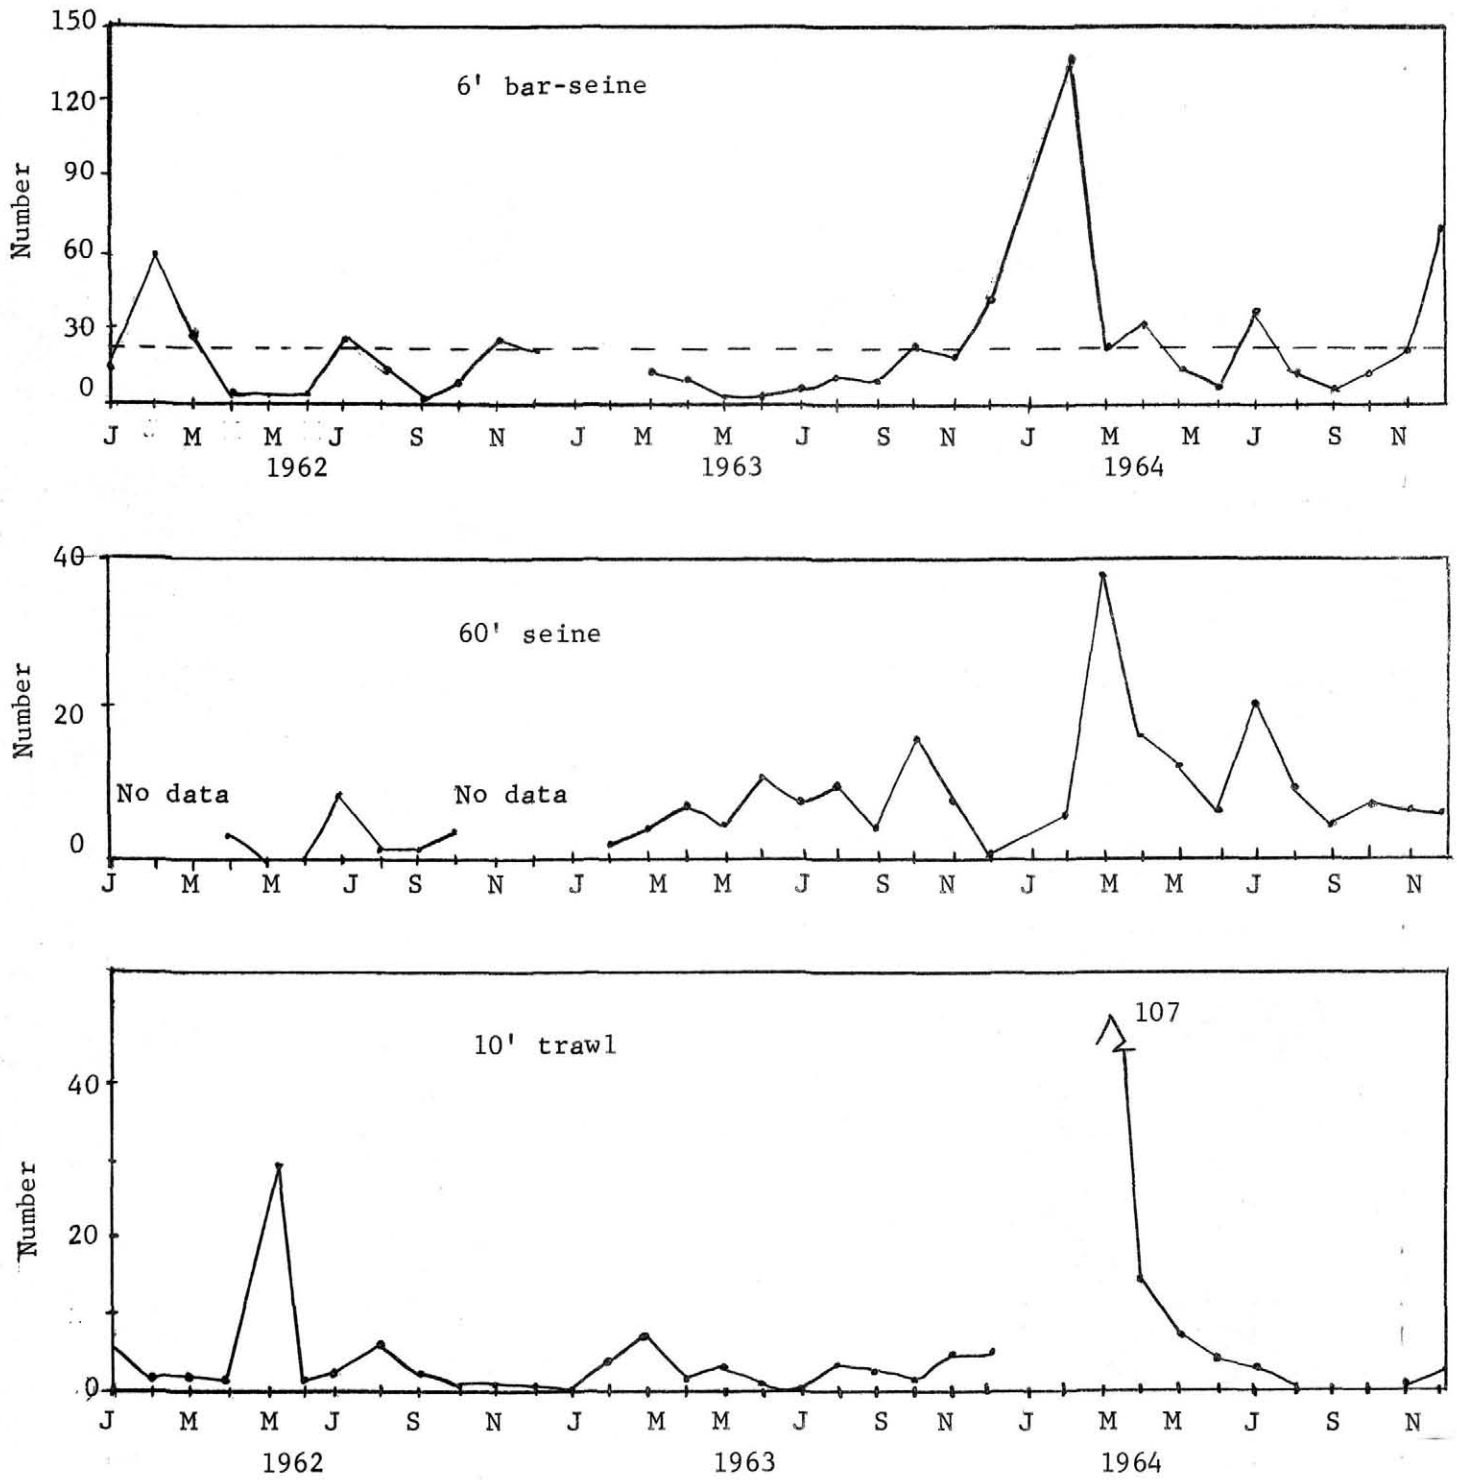 150
6' bar-seine
120
90
Number
60
30
0
J M M J S N J M M J S N J M M J S N
1962 1963 1964
40
60' seine
Number
20
No data No data
0
J M M J S N J M M J S N J M M J S N
107
10' trawl
40
Number
20
0
J M M J S N J M M J S N J M M J S N
1962 1963 1964